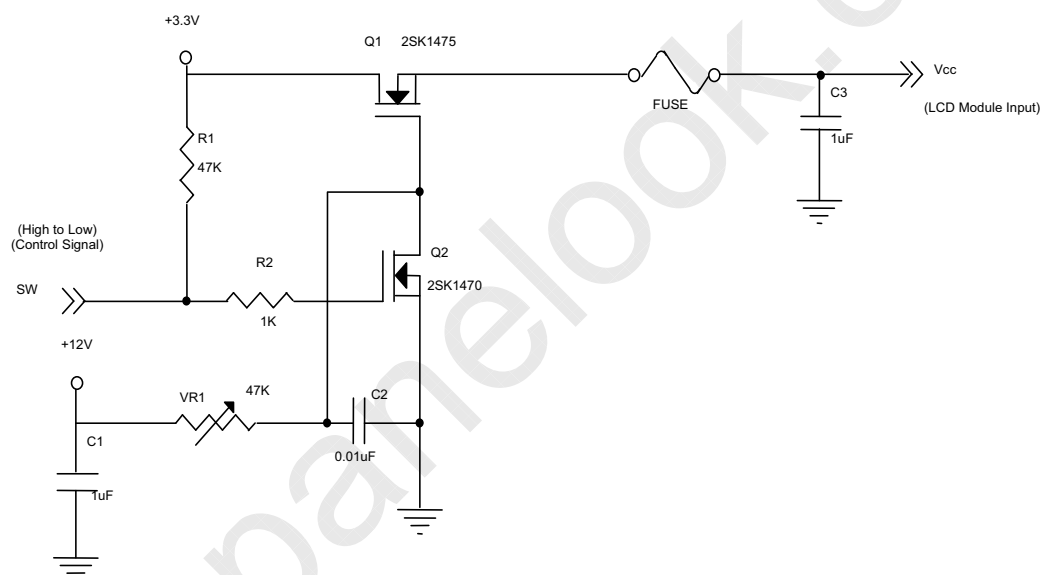 +3.3V
Q1 2SK1475
Vcc
FUSE
C3
(LCD Module Input)
R1
1uF
47K
(High to Low)
(Control Signal)
Q2
R2
SW
2SK1470
1K
+12V
VR1
47K
C2
C1
0.01uF
1uF
panelook.c